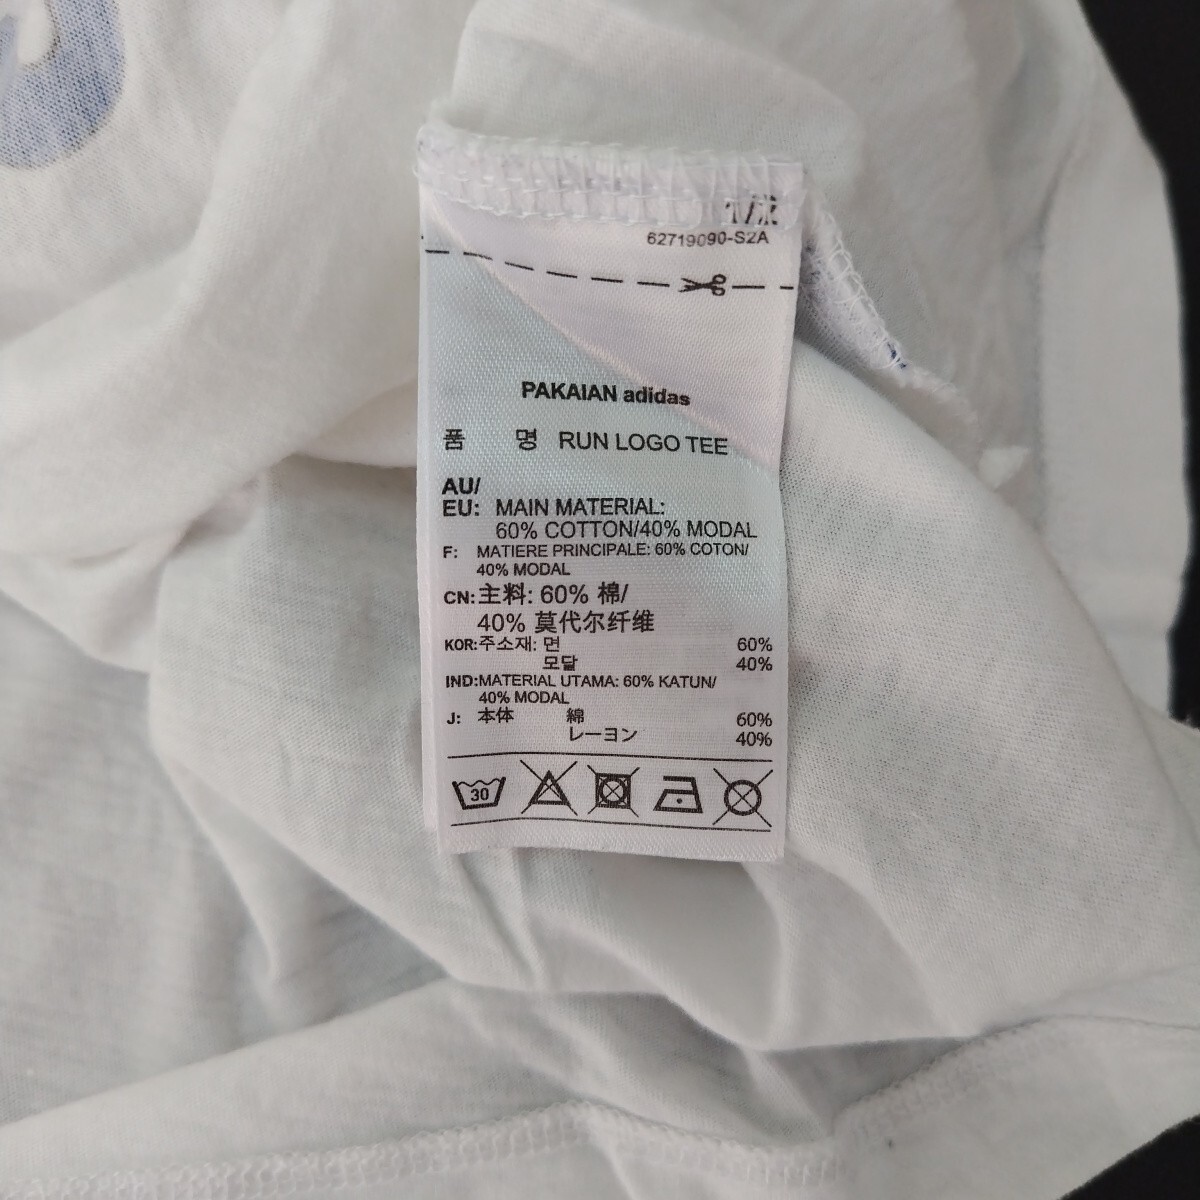 62719090-S2A
PAKAIAN adidas
품 명 RUN LOGO TEE
AU/
EU: MAIN MATERIAL:
60% COTTON/40% MODAL
F: MATIERE PRINCIPALE: 60% COTON/
40% MODAL
CN:主料: 60% 棉/
40% 莫代尔纤维
KOR:주소재: 면 60%
모달 40%
IND:MATERIAL UTAMA: 60% KATUN/
40% MODAL
J: 本体 綿 60%
レーヨン 40%
30